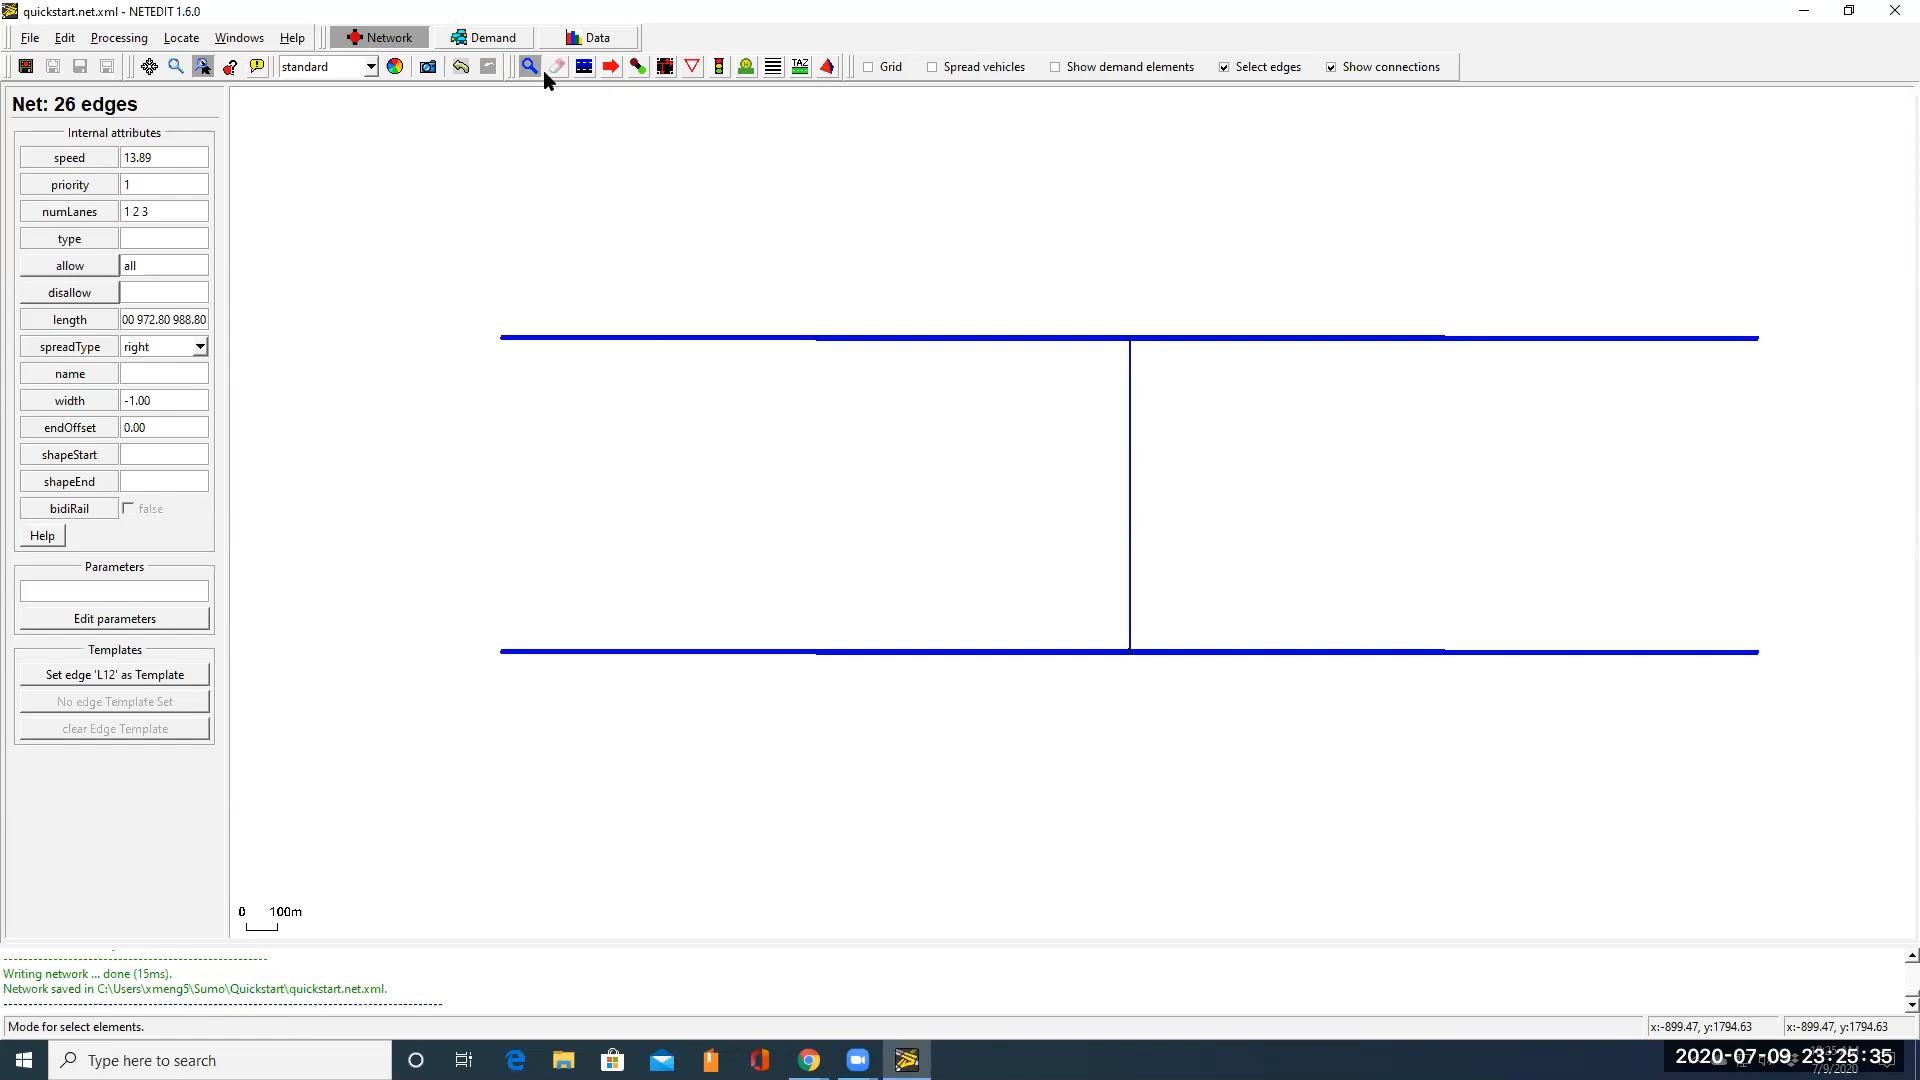 quickstart.net.xml - NETEDIT 1.6.0
File Edit Processing Locate Windows Help Network Demand Data
standard Grid Spread vehicles Show demand elements Select edges Show connections
Net: 26 edges
Internal attributes
speed 13.89
priority 1
numLanes 1 2 3
type
allow all
disallow
length 00 972.80 988.80
spreadType right
name
width -1.00
endOffset 0.00
shapeStart
shapeEnd
bidiRail false
Help
Parameters
Edit parameters
Templates
Set edge 'L12' as Template
No edge Template Set
clear Edge Template
0 100m
Writing network ... done (15ms).
Network saved in C:\Users\xmeng5\Sumo\Quickstart\quickstart.net.xml.
Mode for select elements. x:-899.47, y:1794.63 x:-899.47, y:1794.63
Type here to search
2020-07-09 23:25:35
7/9/2020